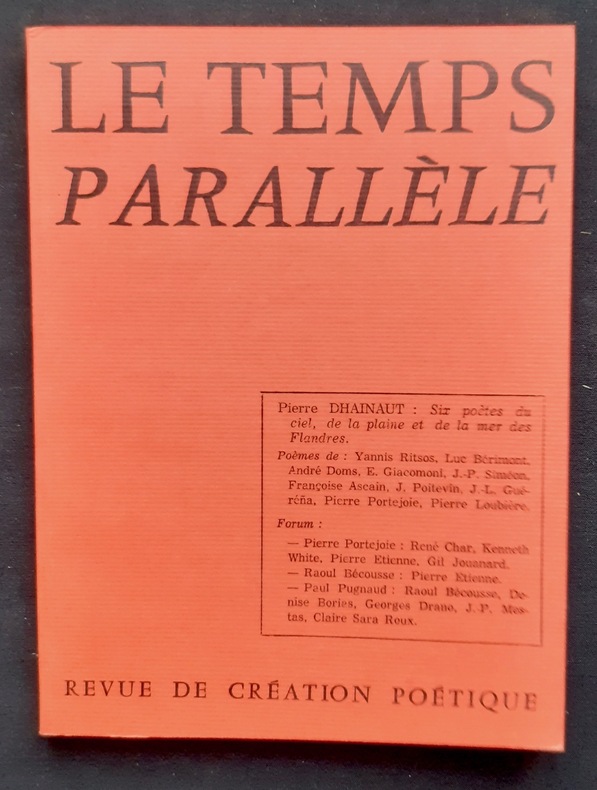 LE TEMPS
PARALLÈLE
Pierre DHAINAUT : Six poètes du
ciel, de la plaine et de la mer des
Flandres.
Poèmes de : Yannis Ritsos, Luc Bérimont,
André Doms, E. Giacomoni, J.-P. Siméon,
Françoise Ascain, J. Poitevin, J.-L. Gué-
réña, Pierre Portejoie, Pierre Loubière.
Forum :
— Pierre Portejoie : René Char, Kenneth
White, Pierre Etienne, Gil Jouanard.
— Raoul Bécousse : Pierre Etienne.
— Paul Pugnaud : Raoul Bécousse, De-
nise Bories, Georges Drano, J.-P. Mes-
tas, Claire Sara Roux.
REVUE DE CRÉATION POÉTIQUE